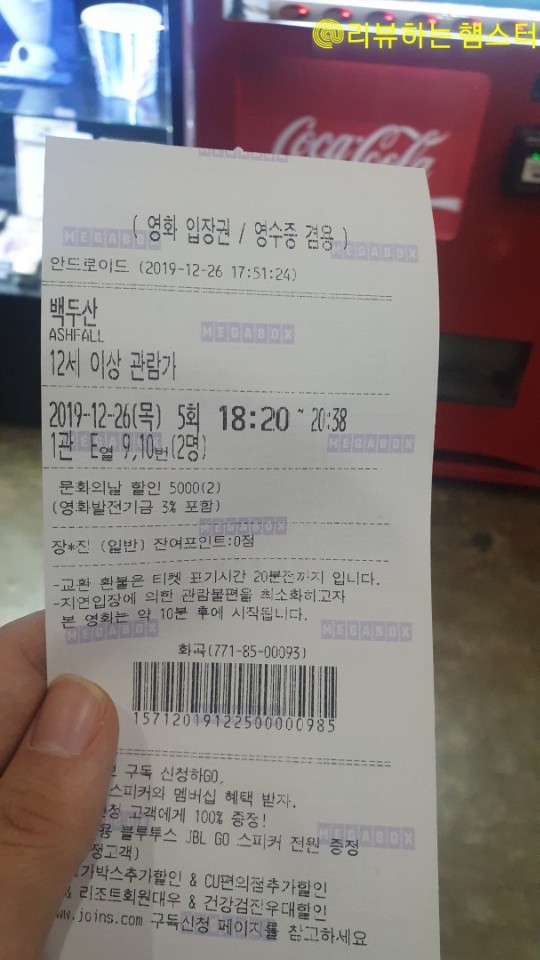 @리뷰하는 햄스터
Coca-Cola
( 영화 입장권 / 영수증 겸용 )
안드로이드 (2019-12-26 17:51:24)
백두산
ASHFALL
12세 이상 관람가
2019-12-26(목) 5회 18:20 ~ 20:38
1관 E열 9,10번(2명)
문화의날 할인 5000(2)
(영화발전기금 3% 포함)
장*진 (일반) 잔여포인트:0점
-교환 환불은 티켓 표기시간 20분전까지 입니다.
-지연입장에 의한 관람불편을 최소화하고자
본 영화는 약 10분 후에 시작됩니다.
화곡(771-85-00093)
1571201912250000985
구독 신청하GO,
스피커와 멤버십 혜택 받자.
고객에게 100% 증정!
블루투스 JBL GO 스피커 전원 증정
정고객)
가박스추가할인 & CU편의점추가할인
& 리조트회원대우 & 건강검진우대할인
ww.joins.com 구독신청 페이지를 참고하세요
MEGABOX